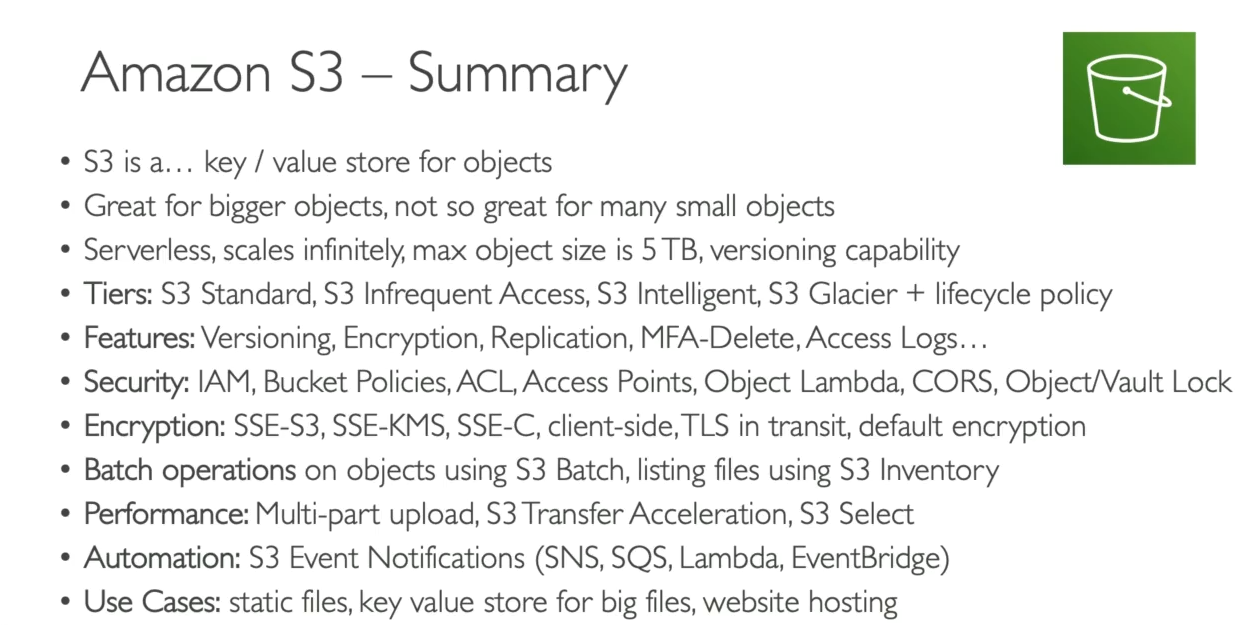 Amazon S3 – Summary
• S3 is a… key / value store for objects
• Great for bigger objects, not so great for many small objects
• Serverless, scales infinitely, max object size is 5 TB, versioning capability
• Tiers: S3 Standard, S3 Infrequent Access, S3 Intelligent, S3 Glacier + lifecycle policy
• Features: Versioning, Encryption, Replication, MFA-Delete, Access Logs…
• Security: IAM, Bucket Policies, ACL, Access Points, Object Lambda, CORS, Object/Vault Lock
• Encryption: SSE-S3, SSE-KMS, SSE-C, client-side, TLS in transit, default encryption
• Batch operations on objects using S3 Batch, listing files using S3 Inventory
• Performance: Multi-part upload, S3 Transfer Acceleration, S3 Select
• Automation: S3 Event Notifications (SNS, SQS, Lambda, EventBridge)
• Use Cases: static files, key value store for big files, website hosting